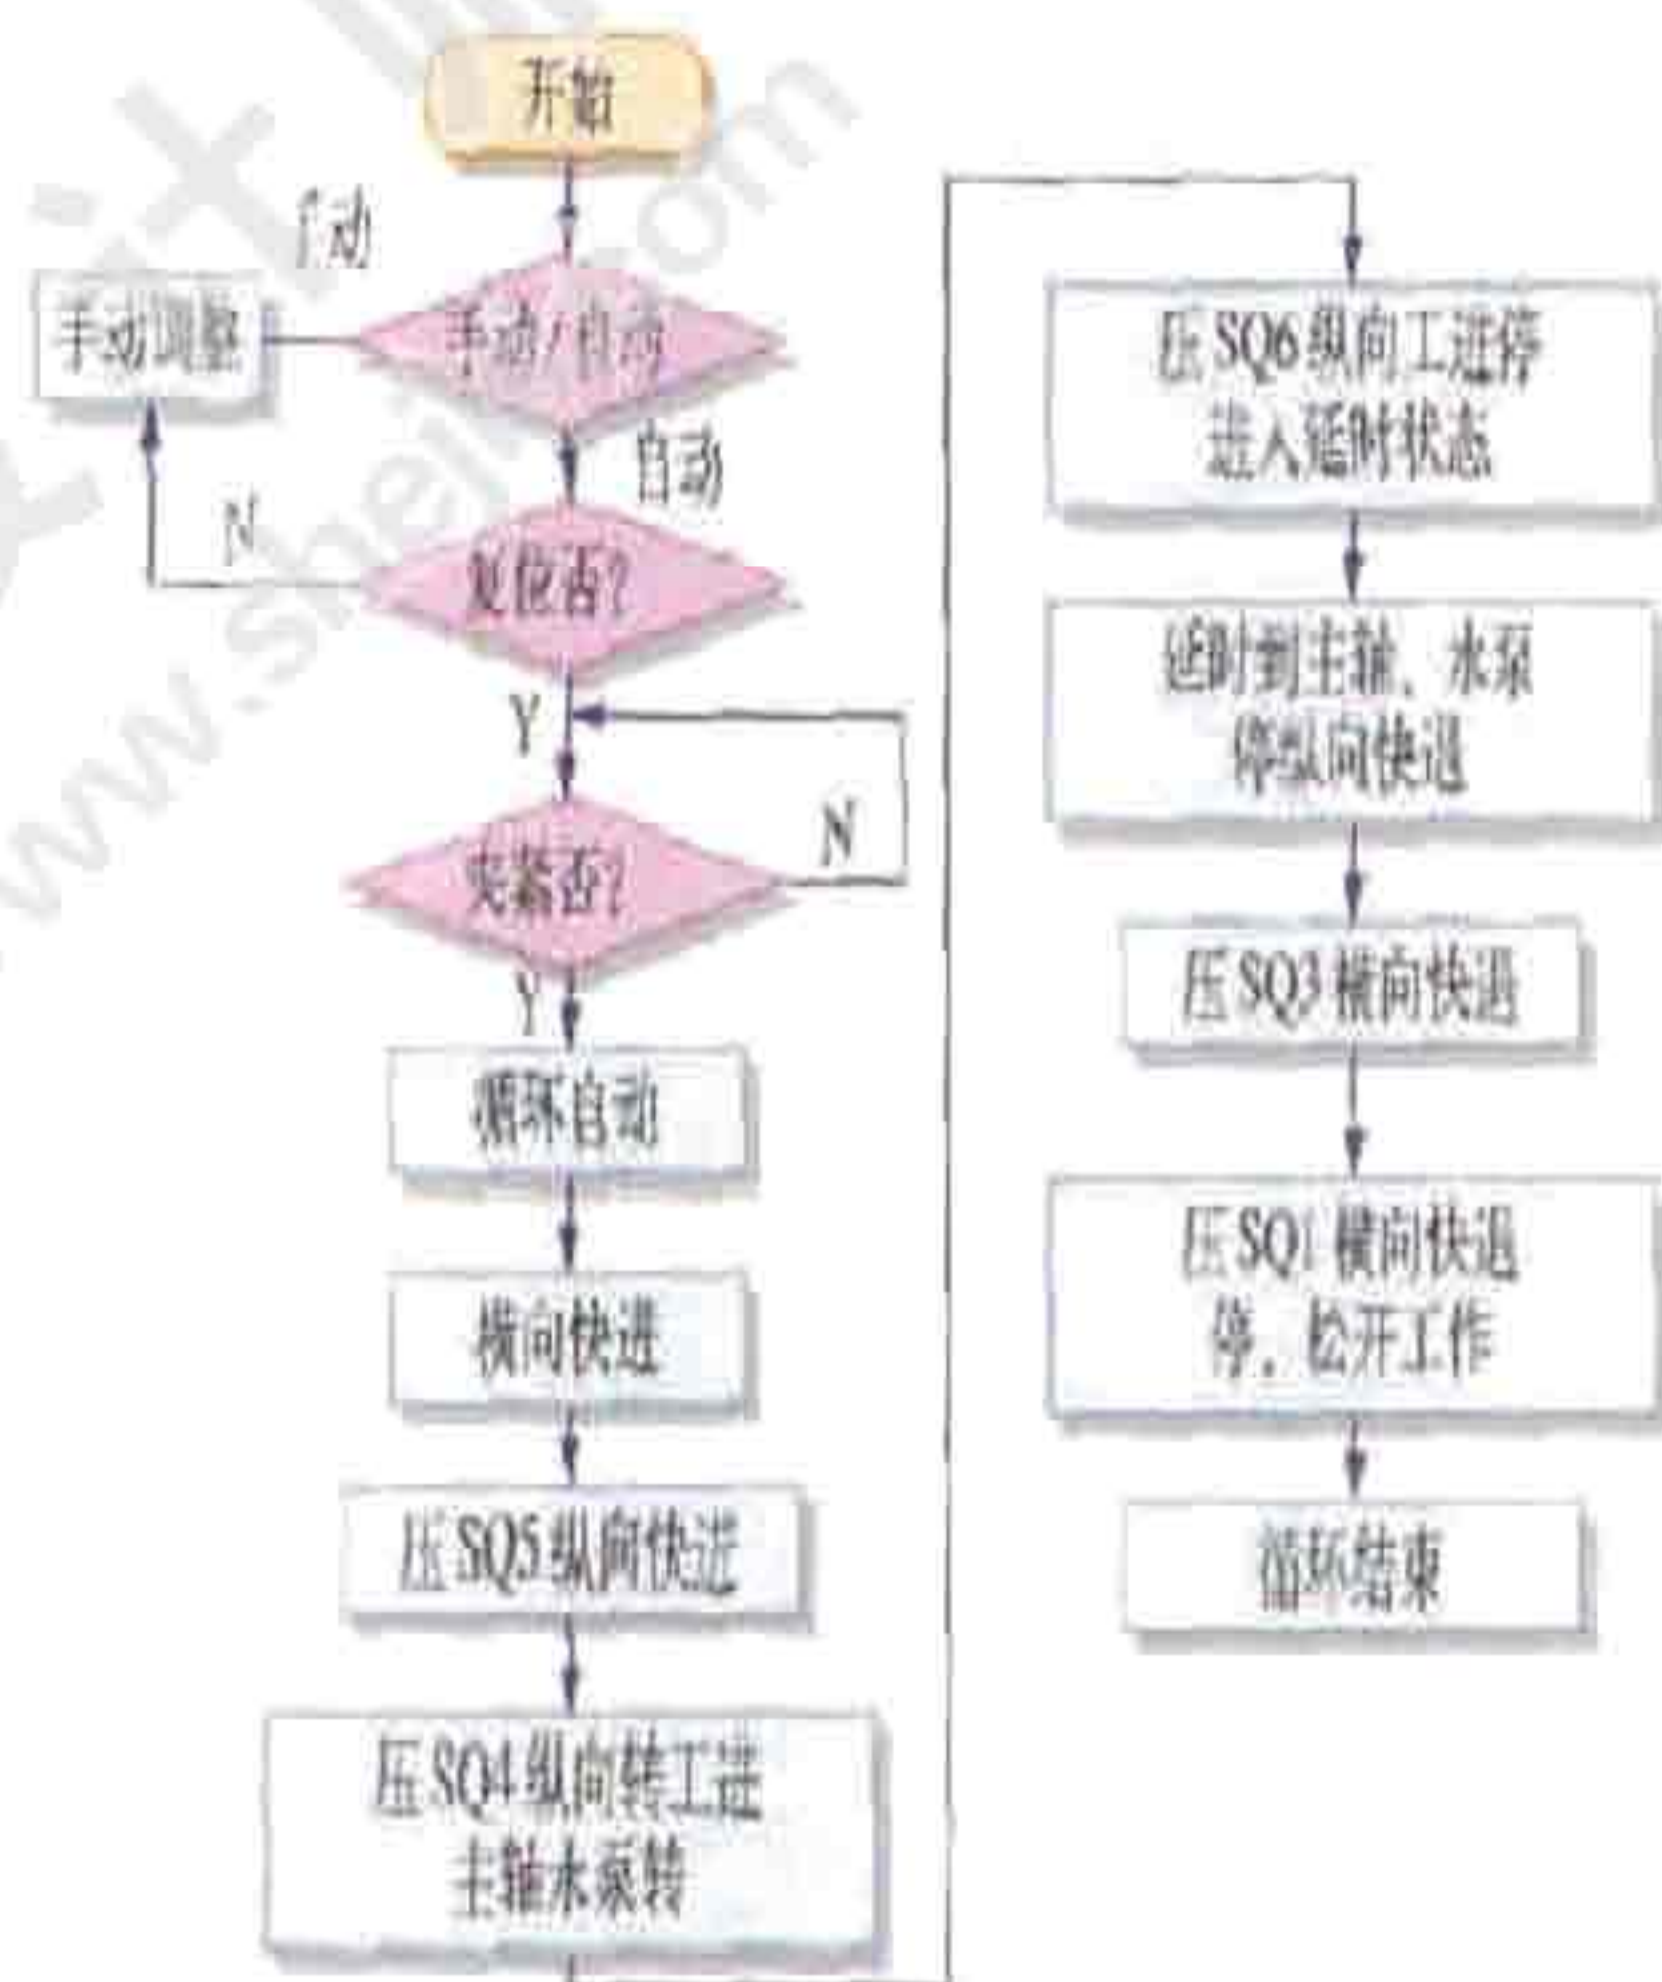 开始
手动
手动/自动
手动调整
自动
复位否?
N
Y
夹紧否?
N
Y
循环自动
横向快进
压SQ5纵向快进
压SQ4纵向转工进
主轴水泵转
压SQ6纵向工进停
进入延时状态
延时到主轴、水泵
停纵向快退
压SQ3横向快退
压SQ1横向快退
停、松开工作
循环结束